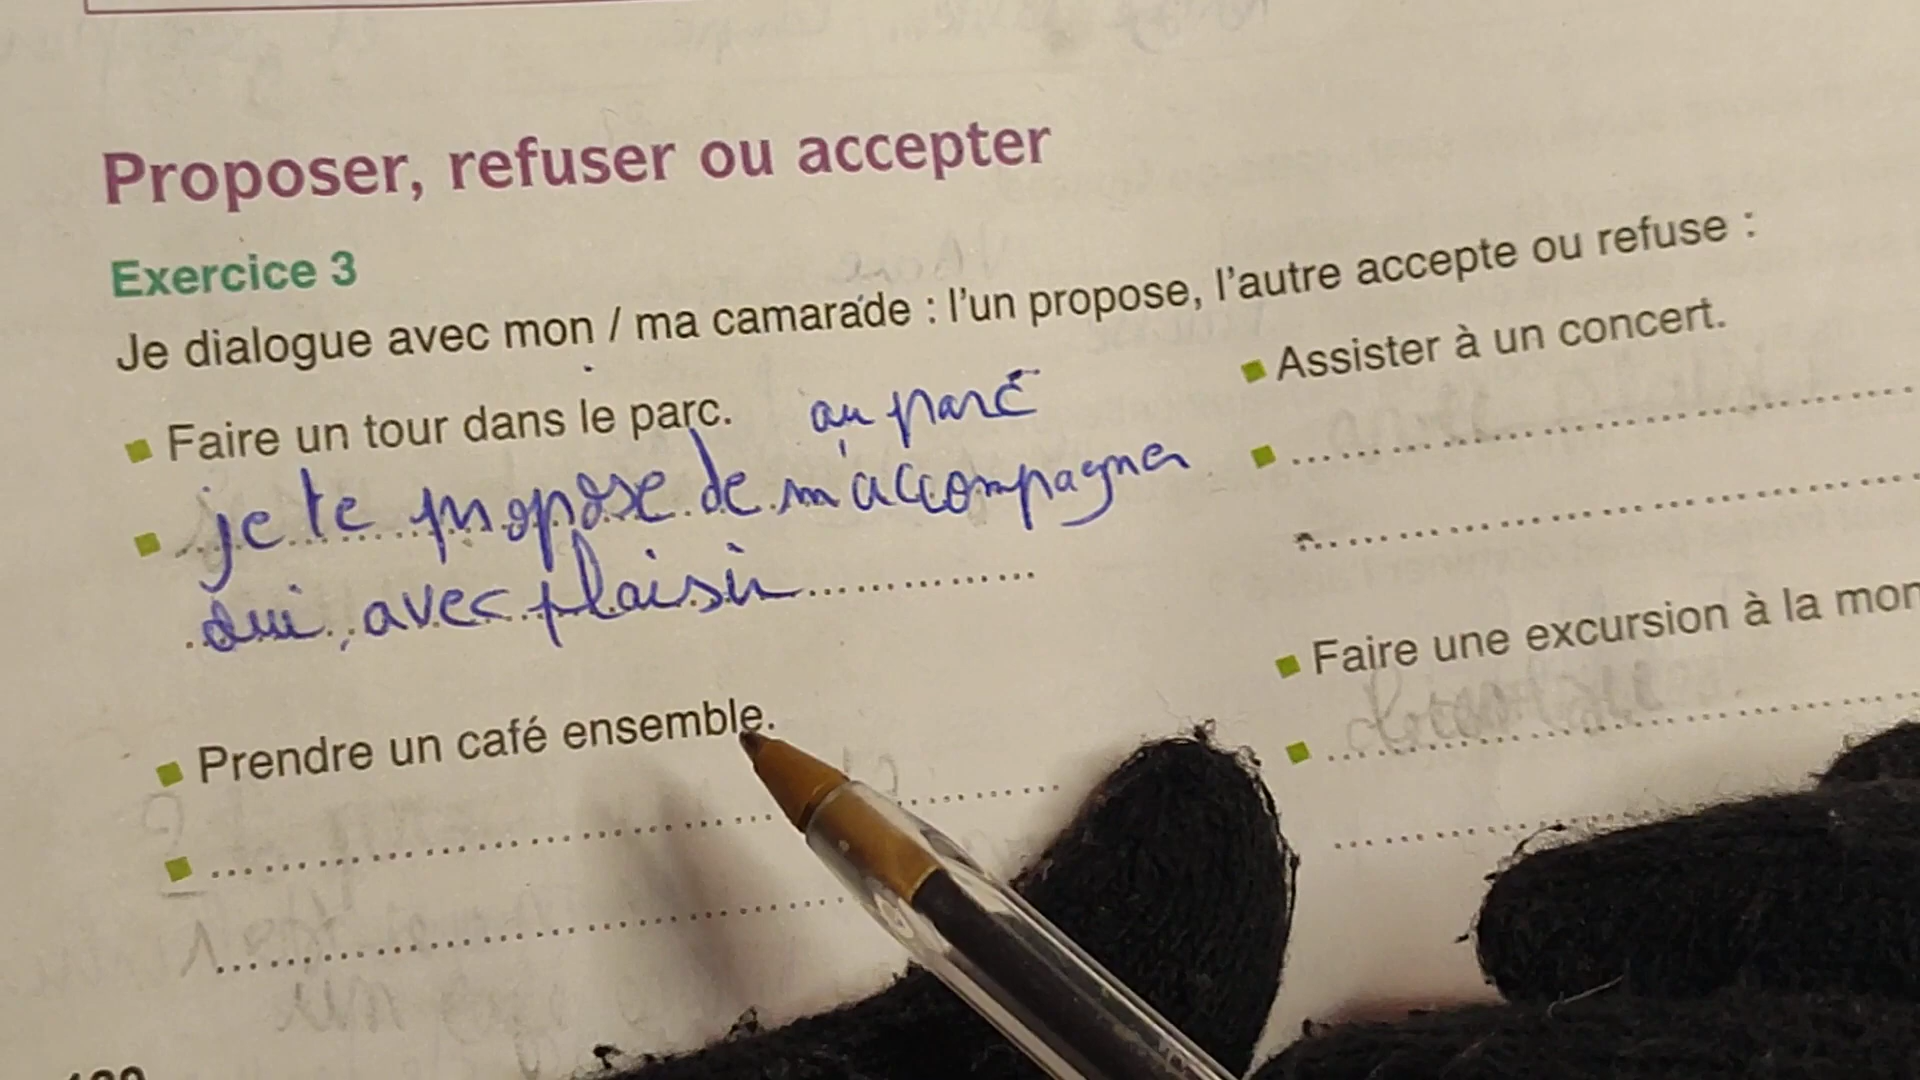 Proposer, refuser ou accepter
Exercice 3
Je dialogue avec mon / ma camarade : l'un propose, l'autre accepte ou refuse :
Faire un tour dans le parc.
au parc
je te propose de m'accompagner
oui, avec plaisir
Prendre un café ensemble.
Assister à un concert.
Faire une excursion à la mon